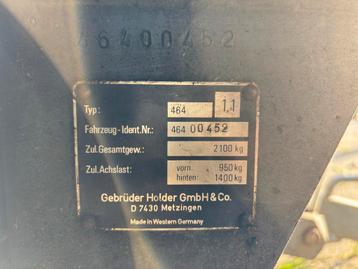 46400452
Typ: 464 1.1
Fahrzeug-Ident.Nr.: 464 00452
Zul. Gesamtgew.: 2100 kg
Zul. Achslast: vorn. 950 kg
hinten: 1400 kg
Gebrüder Holder GmbH & Co.
D 7430 Metzingen
Made in Western Germany